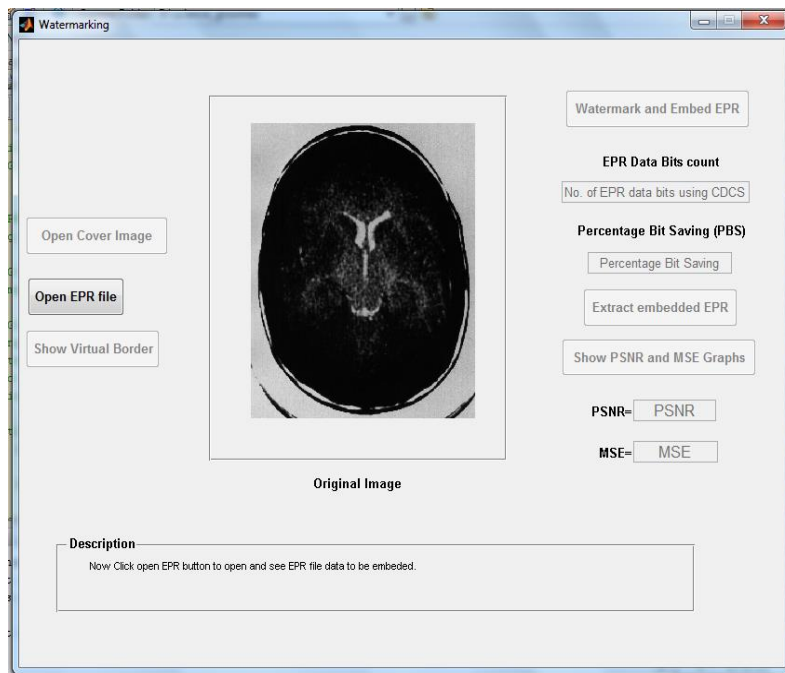 Watermarking
Open Cover Image
Open EPR file
Show Virtual Border
Original Image
Watermark and Embed EPR
EPR Data Bits count
No. of EPR data bits using CDCS
Percentage Bit Saving (PBS)
Percentage Bit Saving
Extract embedded EPR
Show PSNR and MSE Graphs
PSNR= PSNR
MSE= MSE
Description
Now Click open EPR button to open and see EPR file data to be embeded.